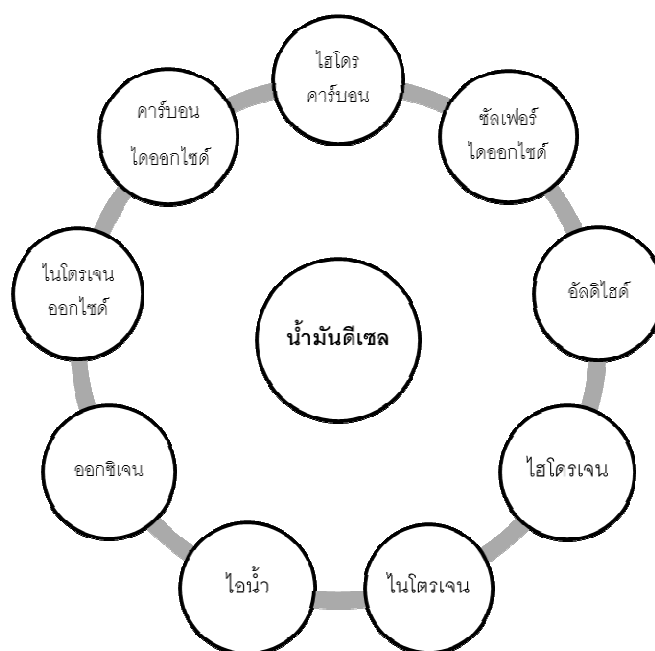 ไฮโดร
คาร์บอน
ซัลเฟอร์
ไดออกไซด์
อัลดิไฮด์
ไฮโดรเจน
ไนโตรเจน
ไอน้ำ
ออกซิเจน
ไนโตรเจน
ออกไซด์
คาร์บอน
ไดออกไซด์
น้ำมันดีเซล